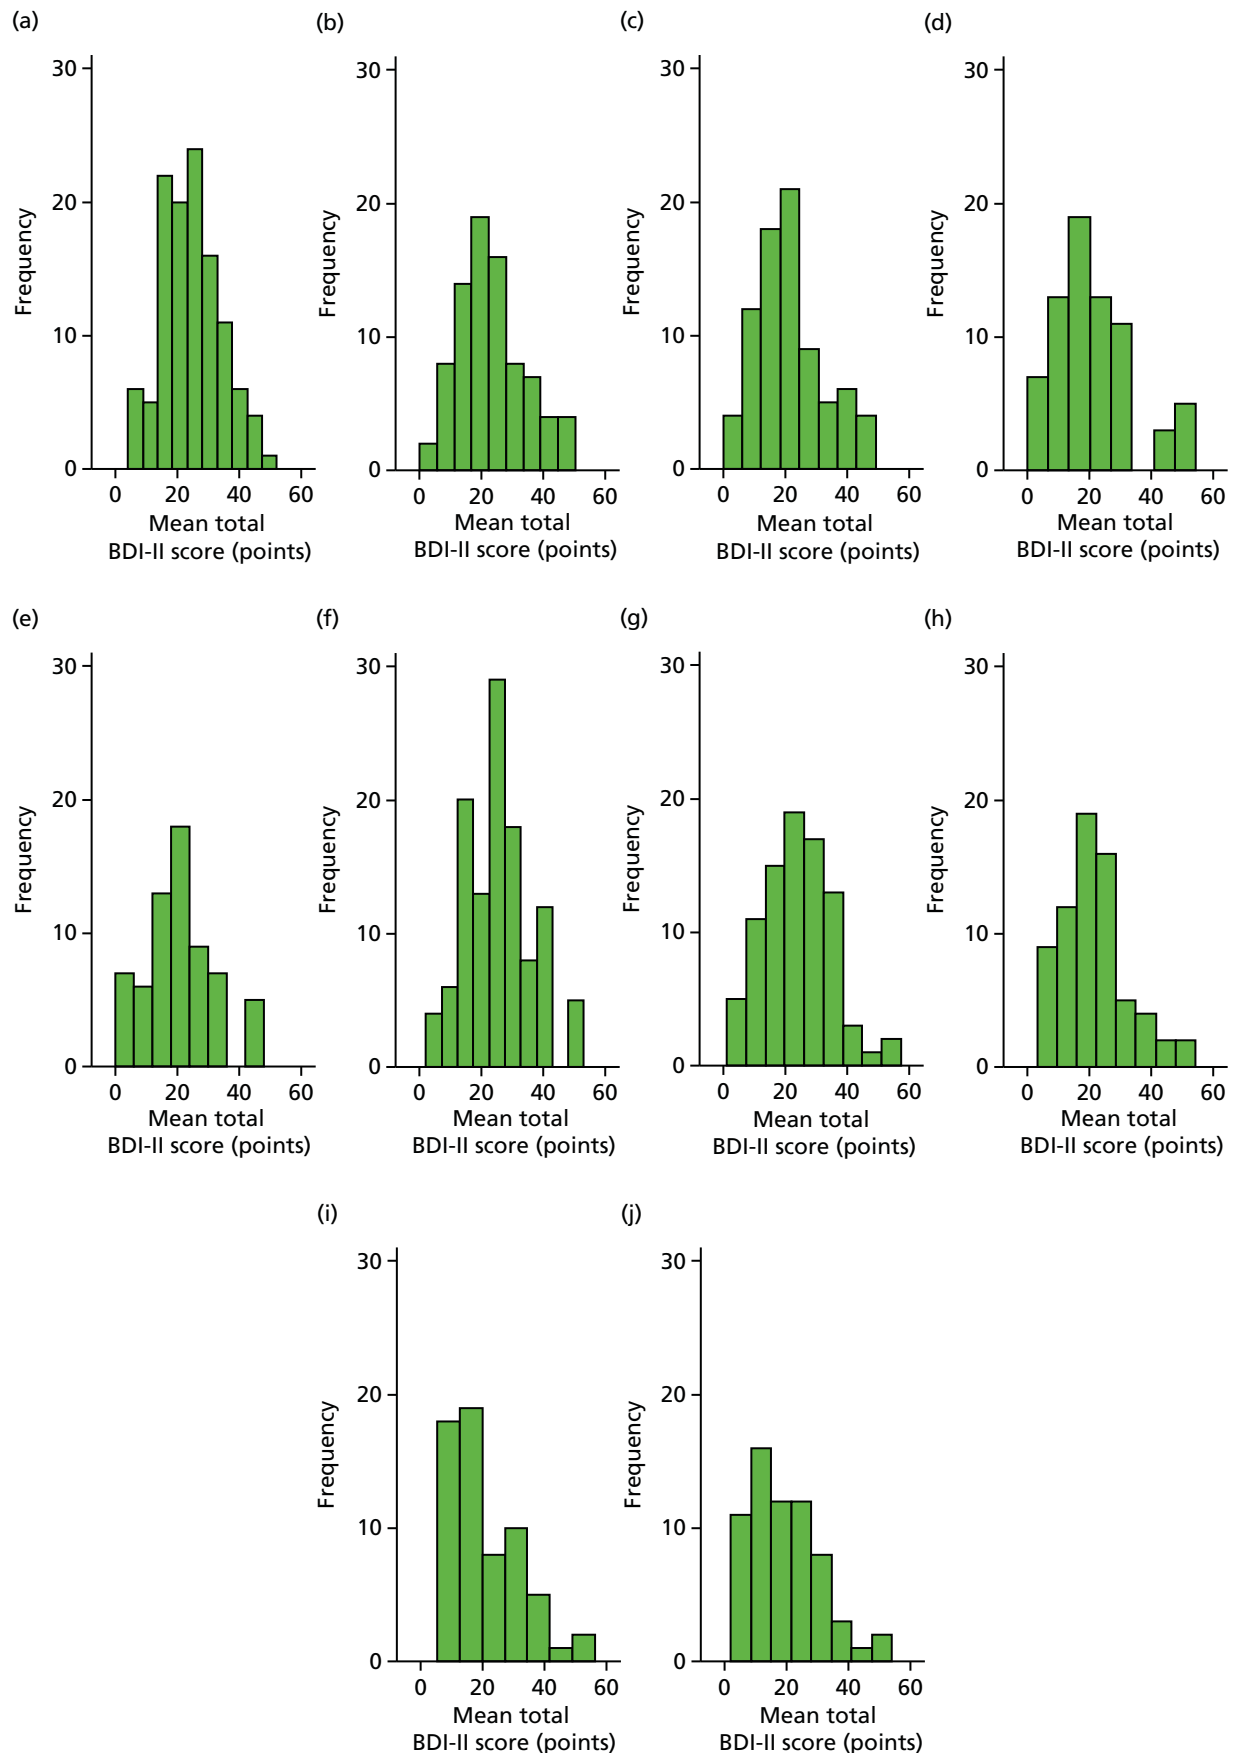 (a)
30
20
10
0
Frequency
0 20 40 60
Mean total
BDI-II score (points)
(b)
30
20
10
0
Frequency
0 20 40 60
Mean total
BDI-II score (points)
(c)
30
20
10
0
Frequency
0 20 40 60
Mean total
BDI-II score (points)
(d)
30
20
10
0
Frequency
0 20 40 60
Mean total
BDI-II score (points)
(e)
30
20
10
0
Frequency
0 20 40 60
Mean total
BDI-II score (points)
(f)
30
20
10
0
Frequency
0 20 40 60
Mean total
BDI-II score (points)
(g)
30
20
10
0
Frequency
0 20 40 60
Mean total
BDI-II score (points)
(h)
30
20
10
0
Frequency
0 20 40 60
Mean total
BDI-II score (points)
(i)
30
20
10
0
Frequency
0 20 40 60
Mean total
BDI-II score (points)
(j)
30
20
10
0
Frequency
0 20 40 60
Mean total
BDI-II score (points)